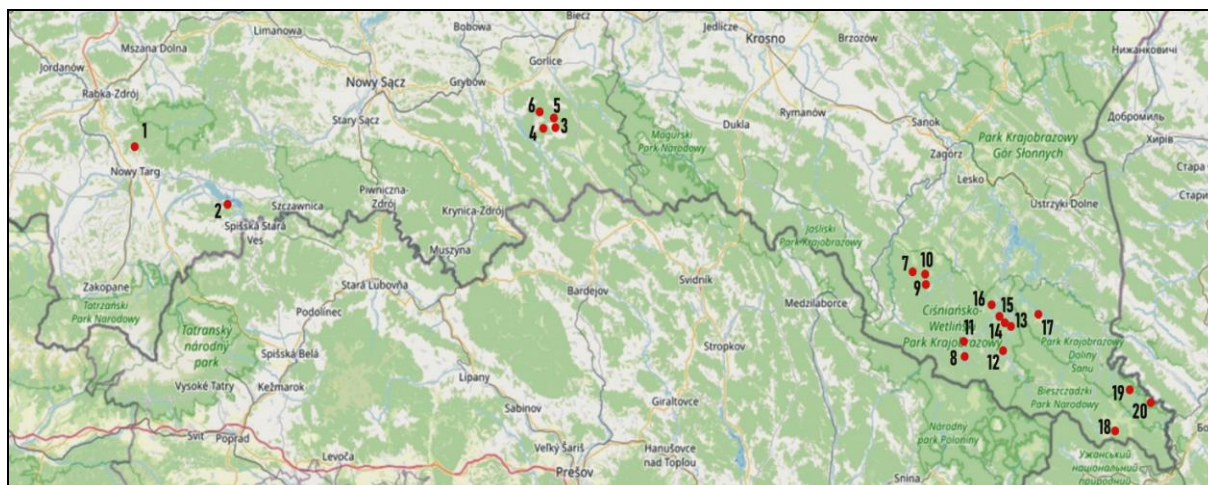 Limanowa
Bobowa
Biecz
Jedlicze
Krosno
Brzozów
Mszana Dolna
Jordanów
Gorlice
Нижанковичі
Rabka-Zdrój
Nowy Sącz
Grybów
Rymanów
Sanok
Добромиль
Stary Sącz
Dukla
6
5
4
3
1
Magurski
Park Narodowy
Park Krajobrazowy
Gór Słonnych
Хирів
Zagórz
Lesko
Стара
Nowy Targ
Piwniczna-
Zdrój
Ustrzyki Dolne
Стари
2
Szczawnica
Krynica-Zdrój
Spišská Stará
Ves
Muszyna
Jaśliski
Park Krajobrazowy
Zakopane
Tatrzański
Park Narodowy
Stará Ľubovňa
Svidník
7
10
9
Bardejov
Medzilaborce
16
15
Podolínec
Ciśniańsko-
Wetliński
Park Krajobrazowy
14
13
17
11
8
12
Tatranský
národný
park
Spišská Belá
Stropkov
Park Krajobrazowy
Doliny
Sanu
Vysoké Tatry
Kežmarok
Lipany
Giraltovce
Bieszczadzki
Park Narodowy
19
20
Sabinov
Národný
park Poloniny
18
Svit
Poprad
Levoča
Veľký Šariš
Hanušovce
nad Topľou
Prešov
Snina
Ужанський
національний
природний
Бо